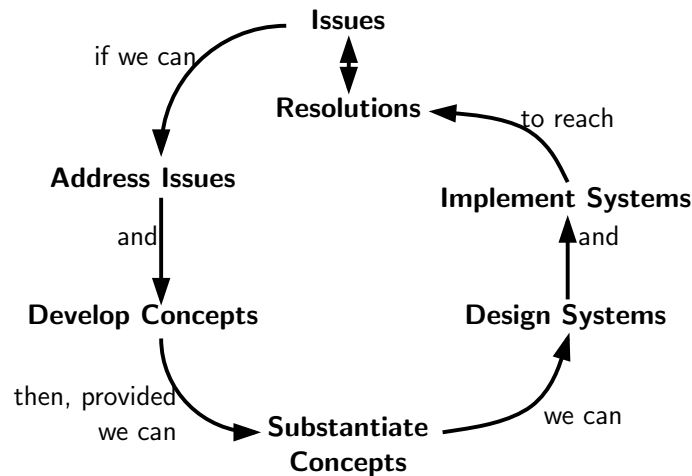 Issues
if we can
Resolutions
to reach
Address Issues
Implement Systems
and
and
Develop Concepts
Design Systems
then, provided
we can
we can
Substantiate
Concepts